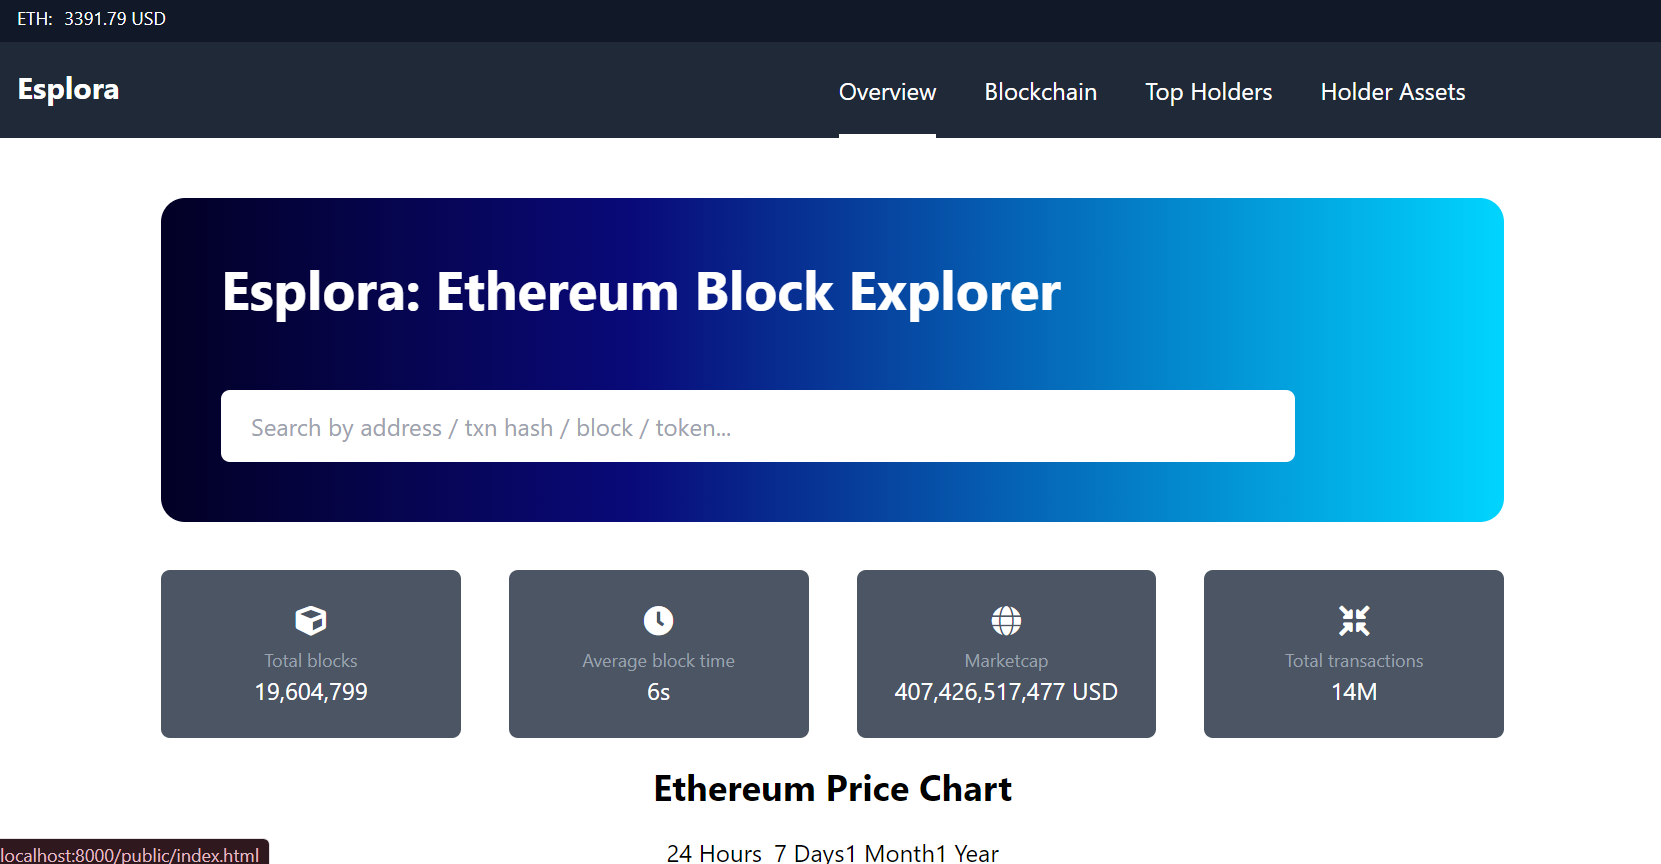 ETH: 3391.79 USD
Esplora
Overview Blockchain Top Holders Holder Assets
Esplora: Ethereum Block Explorer
Search by address / txn hash / block / token...
Total blocks
19,604,799
Average block time
6s
Marketcap
407,426,517,477 USD
Total transactions
14M
Ethereum Price Chart
24 Hours 7 Days1 Month1 Year
localhost:8000/public/index.html